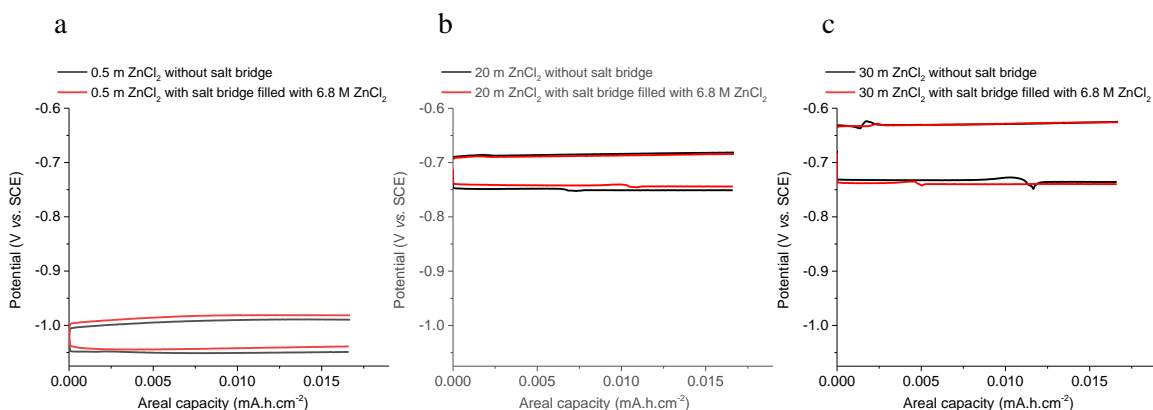 a
0.5 m ZnCl2 without salt bridge
0.5 m ZnCl2 with salt bridge filled with 6.8 M ZnCl2
-0.6
-0.7
-0.8
-0.9
-1.0
Potential (V vs. SCE)
0.000
0.005
0.010
0.015
Areal capacity (mA.h.cm-2)
b
20 m ZnCl2 without salt bridge
20 m ZnCl2 with salt bridge filled with 6.8 M ZnCl2
-0.6
-0.7
-0.8
-0.9
-1.0
Potential (V vs. SCE)
0.000
0.005
0.010
0.015
Areal capacity (mA.h.cm-2)
c
30 m ZnCl2 without salt bridge
30 m ZnCl2 with salt bridge filled with 6.8 M ZnCl2
-0.6
-0.7
-0.8
-0.9
-1.0
Potential (V vs. SCE)
0.000
0.005
0.010
0.015
Areal capacity (mA.h.cm-2)